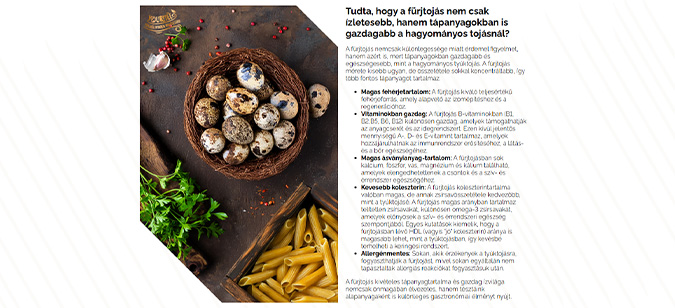 Tudta, hogy a fürjtojás nem csak
ízletesebb, hanem tápanyagokban is
gazdagabb a hagyományos tojásnál?
A fürjtojás nemcsak különlegessége miatt érdemel figyelmet,
hanem azért is, mert tápanyagokban gazdagabb és
egészségesebb, mint a hagyományos tyúktojás. A fürjtojás
mérete kisebb ugyan, de összetétele sokkal koncentráltabb, így
több fontos tápanyagot tartalmaz.
• Magas fehérjetartalom: A fürjtojás kiváló teljesértékű
fehérjeforrás, amely alapvető az izomépítéshez és a
regenerációhoz.
• Vitaminokban gazdag: A fürjtojás B-vitaminokban (B1,
B2, B5, B6, B12) különösen gazdag, amelyek támogathatják
az anyagcserét és az idegrendszert. Ezen kívül jelentős
mennyiségű A-, D- és E-vitamint tartalmaz, amelyek
hozzájárulhatnak az immunrendszer erősítéséhez, a látás-
és a bőr egészségéhez.
• Magas ásványianyag-tartalom: A fürjtojásban sok
kalcium, foszfor, vas, magnézium és kálium található,
amelyek elengedhetetlenek a csontok és a szív- és
érrendszer egészségéhez.
• Kevesebb koleszterin: A fürjtojás koleszterintartalma
valóban magas, de annak zsírsavösszetétele kedvezőbb,
mint a tyúktojásé. A fürjtojás magas arányban tartalmaz
telítetlen zsírsavakat, különösen omega-3 zsírsavakat,
amelyek előnyösek a szív- és érrendszeri egészség
szempontjából. Egyes kutatások kiemelik, hogy a
fürjtojásban lévő HDL (vagyis "jó" koleszterin) aránya is
magasabb lehet, mint a tyúktojásban, így kevésbé
terhelheti a keringési rendszert.
• Allergénmentes: Sokan, akik érzékenyek a tyúktojásra,
fogyaszthatják a fürjtojást, mivel sokan egyáltalán nem
tapasztaltak allergiás reakciókat fogyasztásuk után.
A fürjtojás kivételes tápanyagtartalma és gazdag ízvilága
nemcsak önmagában élvezetes, hanem tésztáink
alapanyagaként is különleges gasztronómiai élményt nyújt.